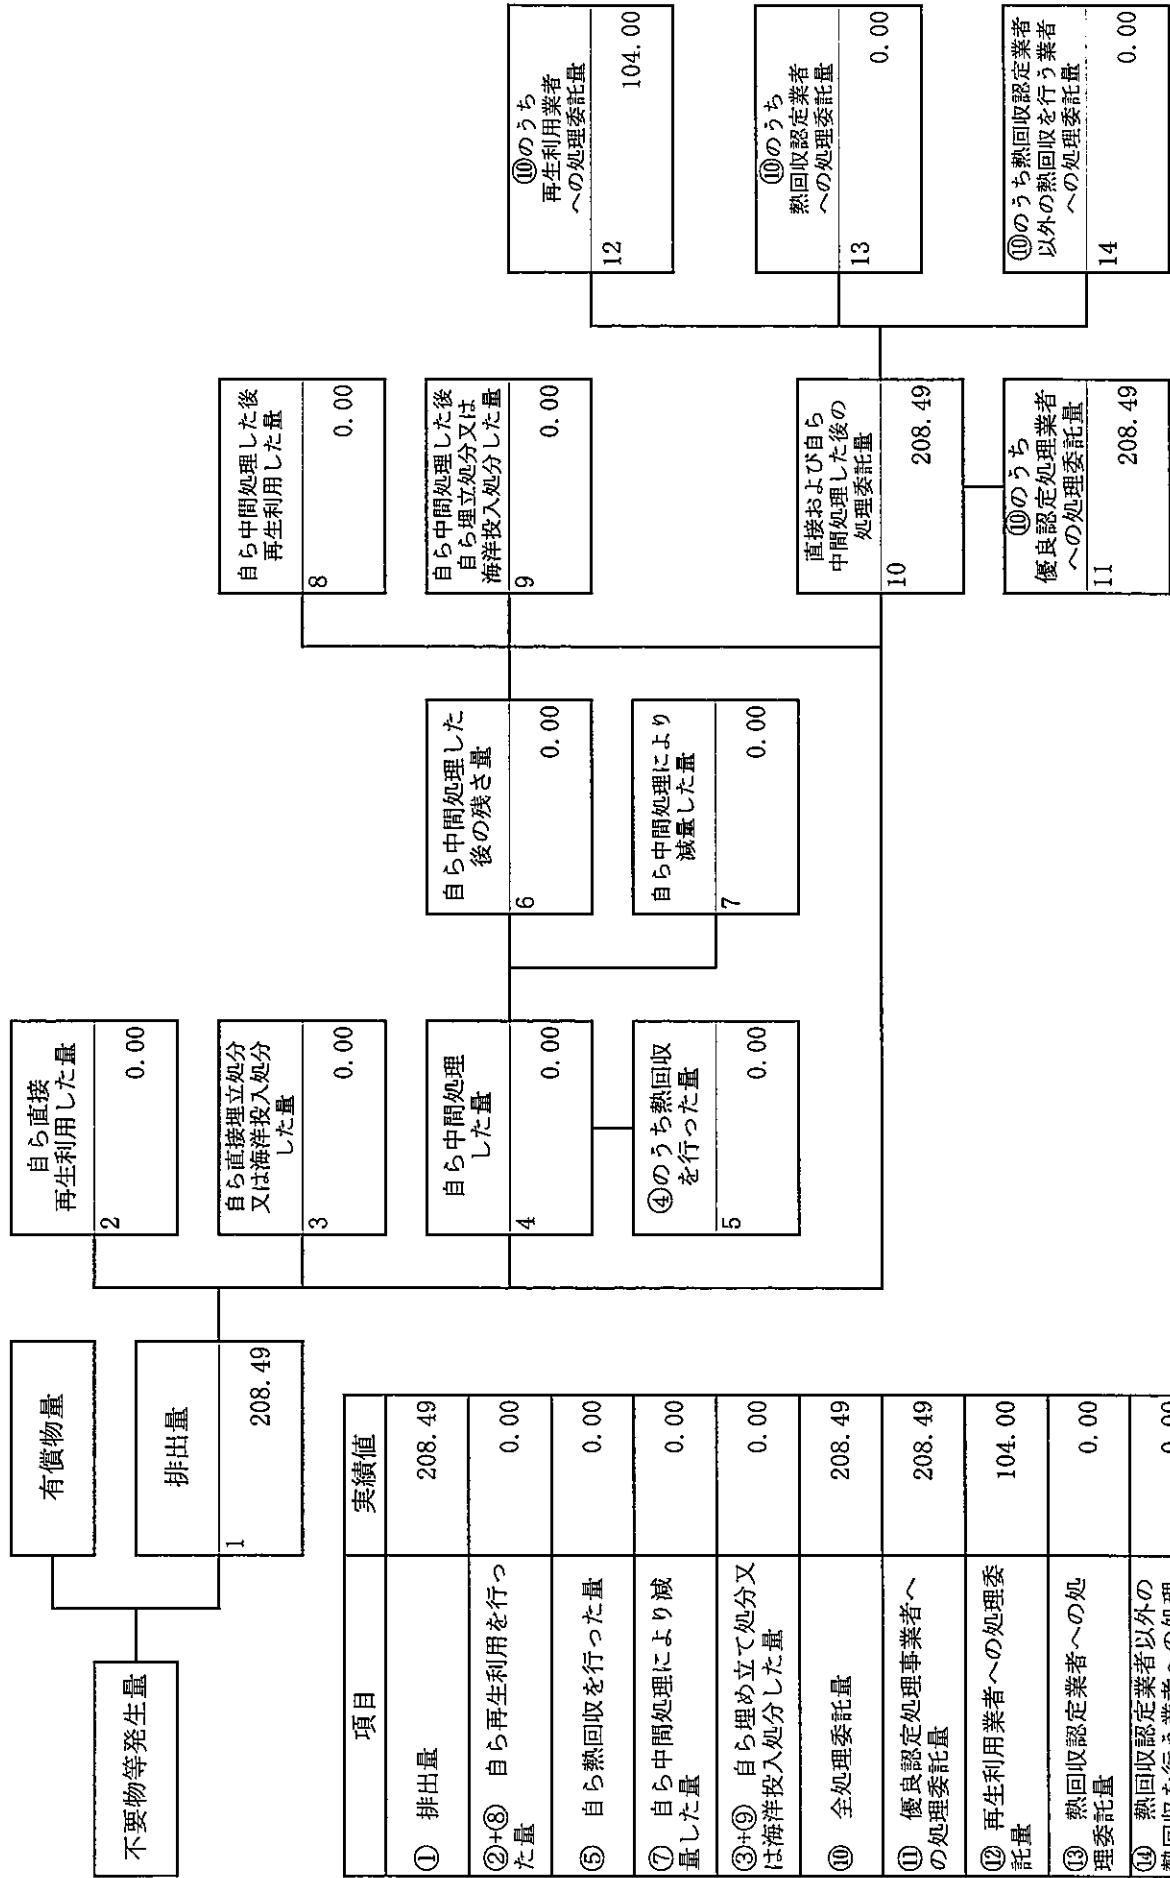 不要物等発生量
有償物量
排出量
1
208.49
自ら直接
再生利用した量
2
0.00
自ら直接埋立処分
又は海洋投入処分
した量
3
0.00
自ら中間処理
した量
4
0.00
④のうち熱回収
を行った量
5
0.00
自ら中間処理した
後の残さ量
6
0.00
自ら中間処理により
減量した量
7
0.00
自ら中間処理した後
再生利用した量
8
0.00
自ら中間処理した後
自ら埋立処分又は
海洋投入処分した量
9
0.00
直接および自ら
中間処理した後の
処理委託量
10
208.49
⑩のうち
優良認定処理業者
への処理委託量
11
208.49
⑩のうち
再生利用業者
への処理委託量
12
104.00
⑩のうち
熱回収認定業者
への処理委託量
13
0.00
⑩のうち熱回収認定業者
以外の熱回収を行う業者
への処理委託量
14
0.00
項目 実績値
① 排出量 208.49
②+⑧ 自ら再生利用を行っ
た量 0.00
⑤ 自ら熱回収を行った量 0.00
⑦ 自ら中間処理により減
量した量 0.00
③+⑨ 自ら埋め立て処分又
は海洋投入処分した量 0.00
⑩ 全処理委託量 208.49
⑪ 優良認定処理事業者へ
の処理委託量 208.49
⑫ 再生利用業者への処理委
託量 104.00
⑬ 熱回収認定業者への処
理委託量 0.00
⑭ 熱回収認定業者以外の
熱回収を行う業者への処理 0.00